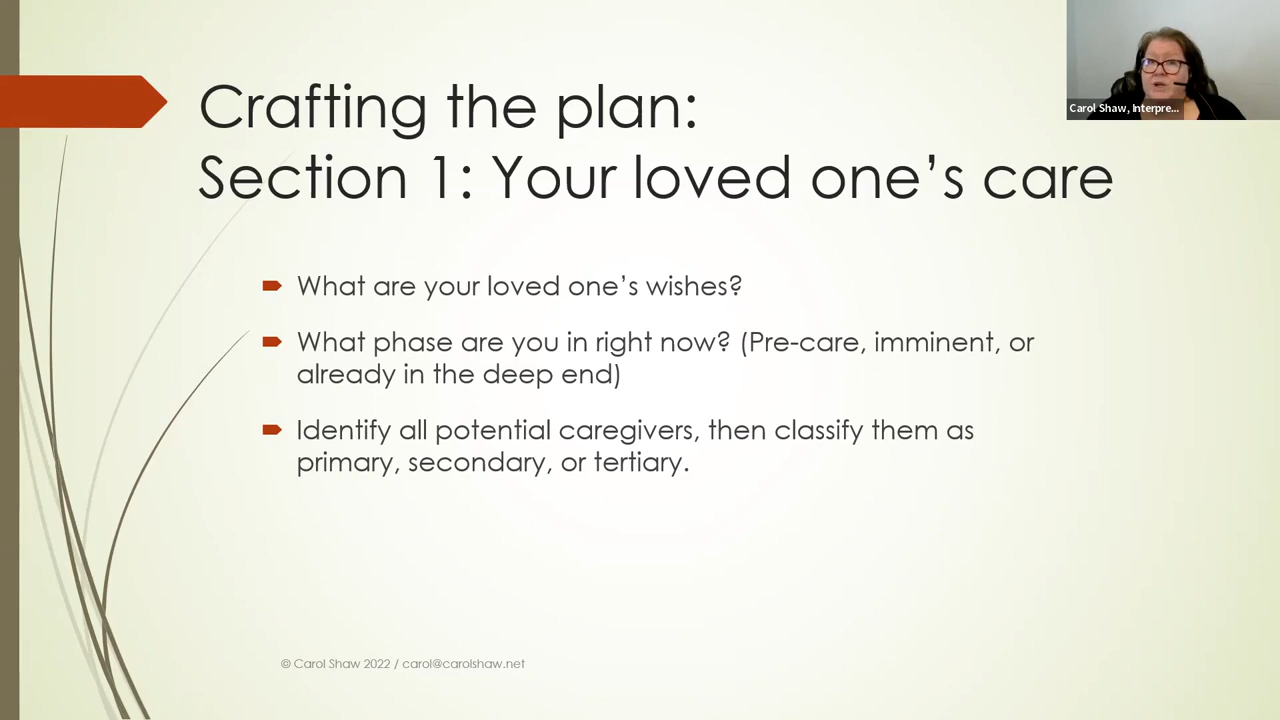 Crafting the plan:
Section 1: Your loved one’s care
What are your loved one’s wishes?
What phase are you in right now? (Pre-care, imminent, or
already in the deep end)
Identify all potential caregivers, then classify them as
primary, secondary, or tertiary.
© Carol Shaw 2022 / carol@carolshaw.net
Carol Shaw, Interpre...